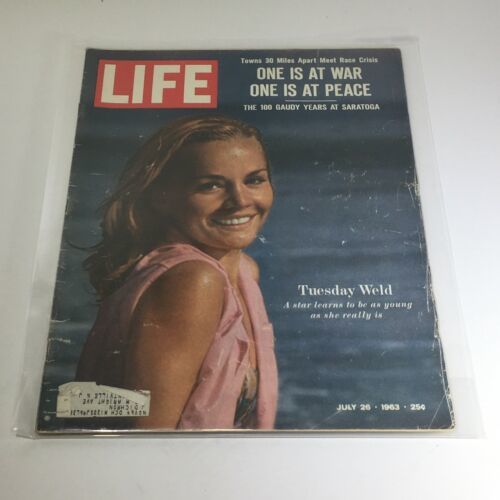 LIFE
Towns 30 Miles Apart Meet Race Crisis
ONE IS AT WAR
ONE IS AT PEACE
THE 100 GAUDY YEARS AT SARATOGA
Tuesday Weld
A star learns to be as young
as she really is
JULY 26 · 1963 · 25¢